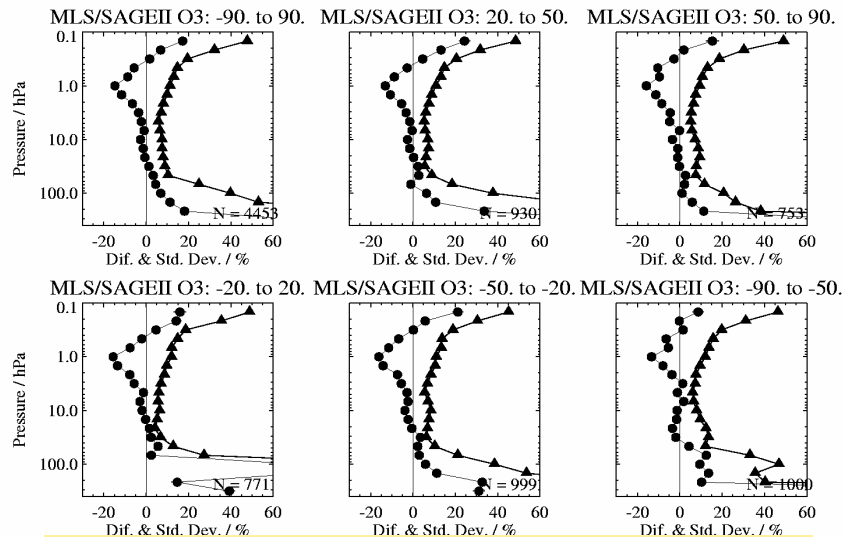 MLS/SAGEII O3: -90. to 90.
MLS/SAGEII O3: 20. to 50.
MLS/SAGEII O3: 50. to 90.
0.1
1.0
10.0
100.0
Pressure / hPa
N = 4453
N = 930
N = 753
-20 0 20 40 60
-20 0 20 40 60
-20 0 20 40 60
Dif. & Std. Dev. / %
Dif. & Std. Dev. / %
Dif. & Std. Dev. / %
MLS/SAGEII O3: -20. to 20.
MLS/SAGEII O3: -50. to -20.
MLS/SAGEII O3: -90. to -50.
0.1
1.0
10.0
100.0
Pressure / hPa
N = 771
N = 999
N = 1000
-20 0 20 40 60
-20 0 20 40 60
-20 0 20 40 60
Dif. & Std. Dev. / %
Dif. & Std. Dev. / %
Dif. & Std. Dev. / %